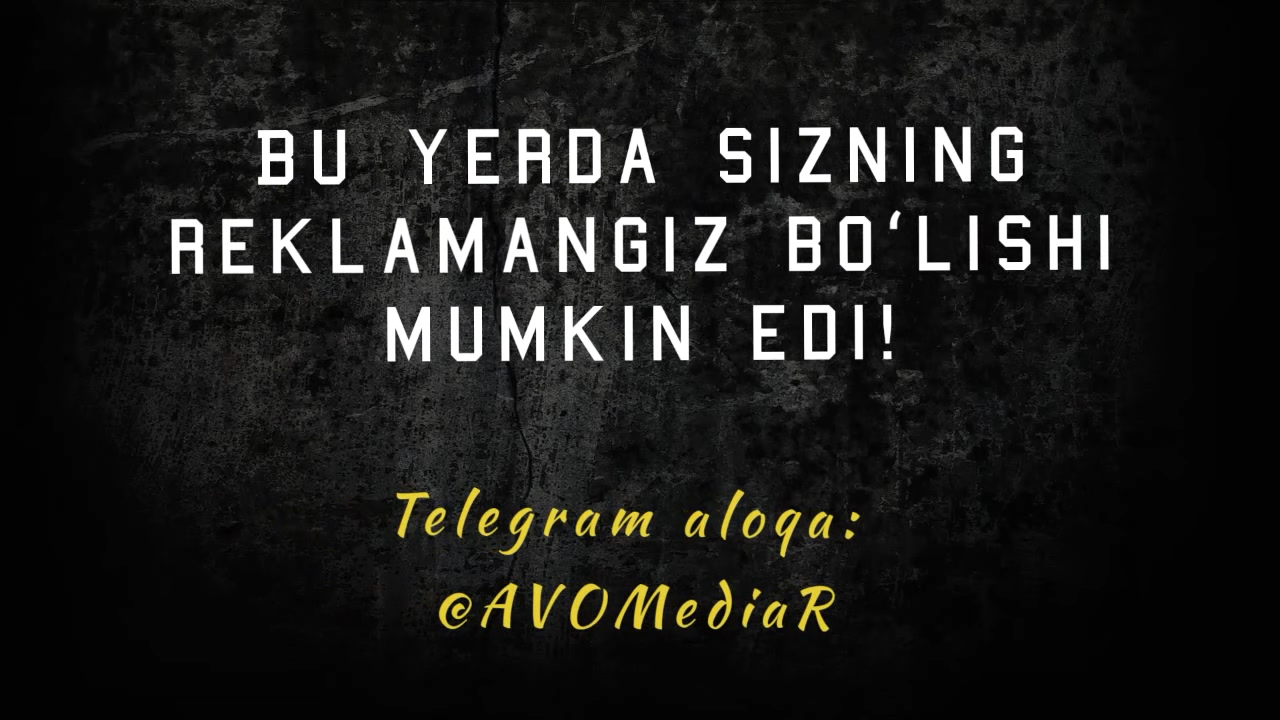 BU YERDA SIZNING
REKLAMANGIZ BO‘LISHI
MUMKIN EDI!
Telegram aloqa:
@AVOMediaR